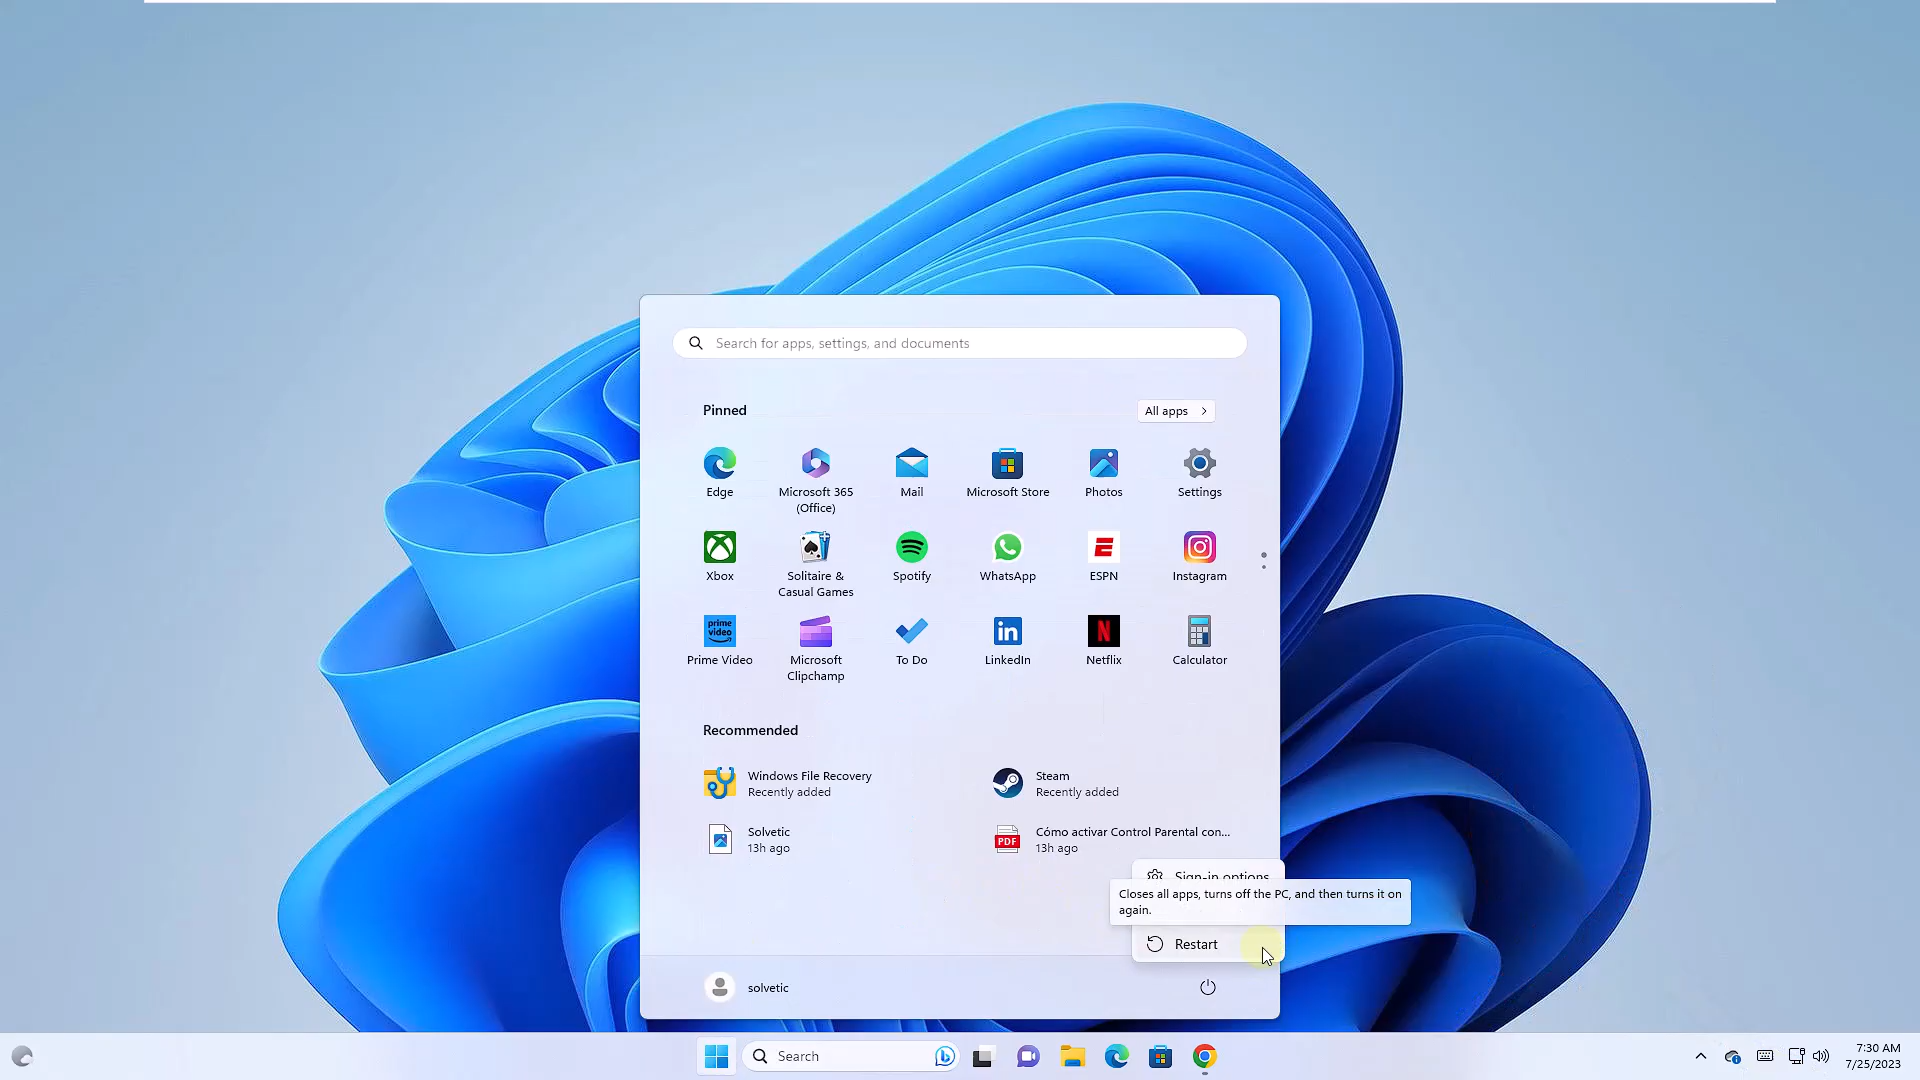 Search for apps, settings, and documents
Pinned
All apps
Edge
Microsoft 365
(Office)
Mail
Microsoft Store
Photos
Settings
Xbox
Solitaire &
Casual Games
Spotify
WhatsApp
E
ESPN
Instagram
prime
video
Prime Video
Microsoft
Clipchamp
To Do
in
LinkedIn
N
Netflix
Calculator
Recommended
Windows File Recovery
Recently added
Steam
Recently added
Solvetic
13h ago
PDF
Cómo activar Control Parental con...
13h ago
Sign-in options
Closes all apps, turns off the PC, and then turns it on
again.
Restart
solvetic
Search
7:30 AM
7/25/2023